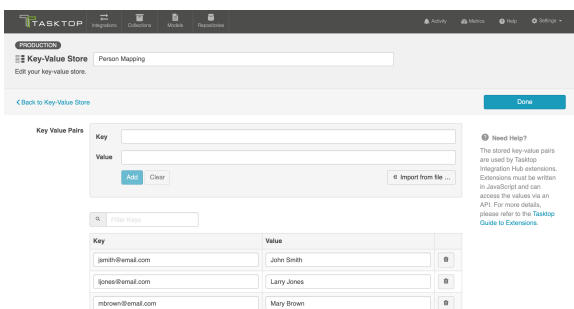 TASKTOP
Integrations
Collections
Models
Repositories
Activity
Metrics
Help
Settings
PRODUCTION
Key-Value Store
Person Mapping
Edit your key-value store.
Back to Key-Value Store
Done
Key Value Pairs
Key
Value
Add
Clear
Import from file ...
Need Help?
The stored key-value pairs
are used by Tasktop
Integration Hub extensions.
Extensions must be written
in JavaScript and can
access the values via an
API. For more details,
please refer to the Tasktop
Guide to Extensions.
Filter Keys
Key Value
jsmith@email.com John Smith
ljones@email.com Larry Jones
mbrown@email.com Mary Brown